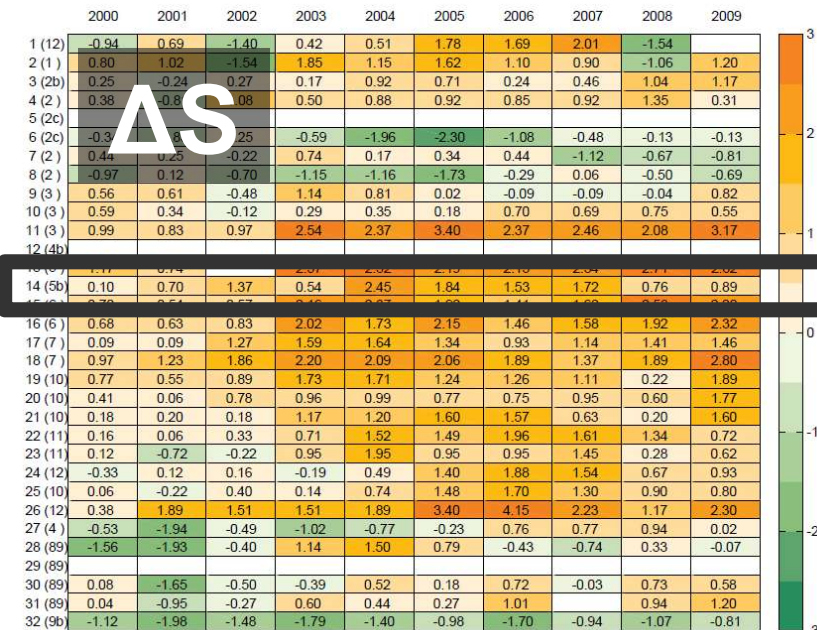 2000 2001 2002 2003 2004 2005 2006 2007 2008 2009
1 (12) -0.94 0.69 -1.40 0.42 0.51 1.78 1.69 2.01 -1.54
2 (1 ) 0.80 1.02 -1.54 1.85 1.15 1.62 1.10 0.90 -1.06 1.20
3 (2b) 0.25 -0.24 0.27 0.17 0.92 0.71 0.24 0.46 1.04 1.17
4 (2 ) 0.38 0.50 0.88 0.92 0.85 0.92 1.35 0.31
5 (2c)
6 (2c) -0.59 -1.96 -2.30 -1.08 -0.48 -0.13 -0.13
7 (2 ) 0.44 0.25 -0.22 0.74 0.17 0.34 0.44 -1.12 -0.67 -0.81
8 (2 ) -0.97 0.12 -0.70 -1.15 -1.16 -1.73 -0.29 0.06 -0.50 -0.69
ΔS
9 (3 ) 0.56 0.61 -0.48 1.14 0.81 0.02 -0.09 -0.09 -0.04 0.82
10 (3 ) 0.59 0.34 -0.12 0.29 0.35 0.18 0.70 0.69 0.75 0.55
11 (3 ) 0.99 0.83 0.97 2.54 2.37 3.40 2.37 2.46 2.08 3.17
12 (4b)
14 (5b) 0.10 0.70 1.37 0.54 2.45 1.84 1.53 1.72 0.76 0.89
16 (6 ) 0.68 0.63 0.83 2.02 1.73 2.15 1.46 1.58 1.92 2.32
17 (7 ) 0.09 0.09 1.27 1.59 1.64 1.34 0.93 1.14 1.41 1.46
18 (7 ) 0.97 1.23 1.86 2.20 2.09 2.06 1.89 1.37 1.89 2.80
19 (10) 0.77 0.55 0.89 1.73 1.71 1.24 1.26 1.11 0.22 1.89
20 (10) 0.41 0.06 0.78 0.96 0.99 0.77 0.75 0.95 0.60 1.77
21 (10) 0.18 0.20 0.18 1.17 1.20 1.60 1.57 0.63 0.20 1.60
22 (11) 0.16 0.06 0.33 0.71 1.52 1.49 1.96 1.61 1.34 0.72
23 (11) 0.12 -0.72 -0.22 0.95 1.95 0.95 0.95 1.45 0.28 0.62
24 (12) -0.33 0.12 0.16 -0.19 0.49 1.40 1.88 1.54 0.67 0.93
25 (10) 0.06 -0.22 0.40 0.14 0.74 1.48 1.70 1.30 0.90 0.80
26 (12) 0.38 1.89 1.51 1.51 1.89 3.40 4.15 2.23 1.17 2.30
27 (4 ) -0.53 -1.94 -0.49 -1.02 -0.77 -0.23 0.76 0.77 0.94 0.02
28 (89) -1.56 -1.93 -0.40 1.14 1.50 0.79 -0.43 -0.74 0.33 -0.07
29 (89)
30 (89) 0.08 -1.65 -0.50 -0.39 0.52 0.18 0.72 -0.03 0.73 0.58
31 (89) 0.04 -0.95 -0.27 0.60 0.44 0.27 1.01 0.94 1.20
32 (9b) -1.12 -1.98 -1.48 -1.79 -1.40 -0.98 -1.70 -0.94 -1.07 -0.81
3
2
1
0
-1
-2
-3